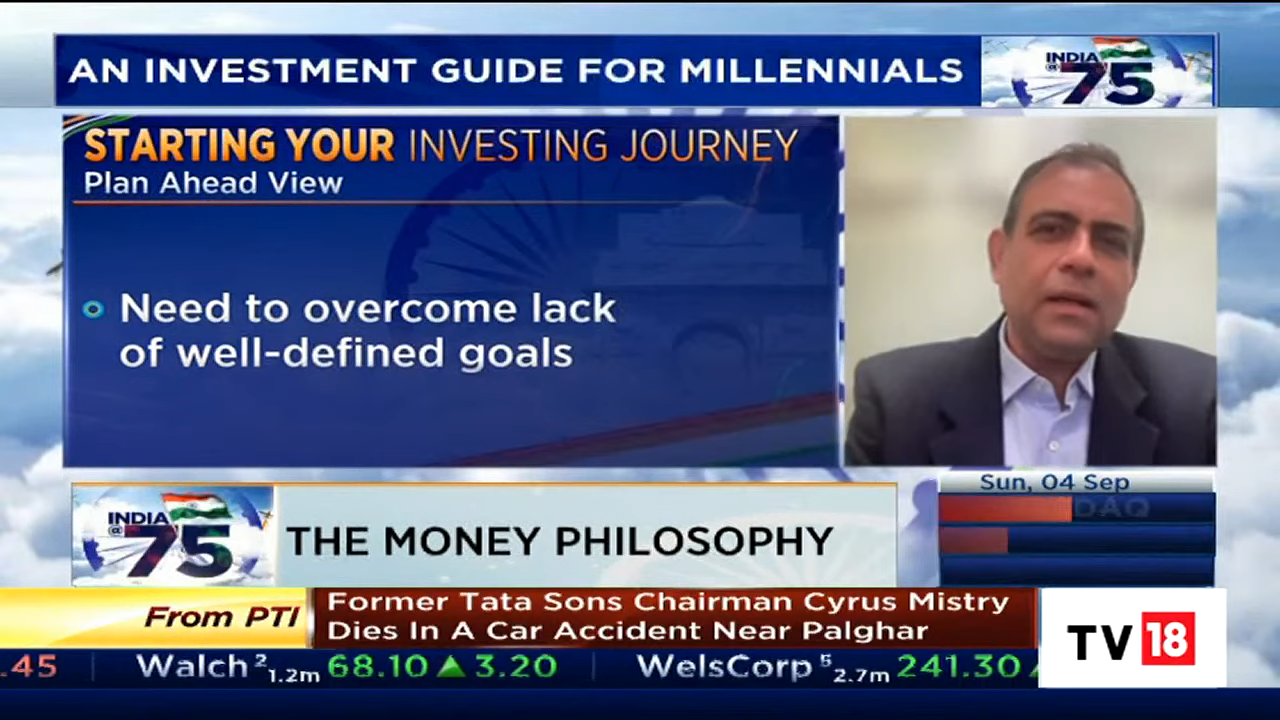 AN INVESTMENT GUIDE FOR MILLENNIALS
INDIA
@75
STARTING YOUR INVESTING JOURNEY
Plan Ahead View
Need to overcome lack
of well-defined goals
Sun, 04 Sep
INDIA
@75
THE MONEY PHILOSOPHY
From PTI
Former Tata Sons Chairman Cyrus Mistry
Dies In A Car Accident Near Palghar
TV18
.45 Walch 2 1.2m 68.10 ▲ 3.20 WelsCorp 5 2.7m 241.30